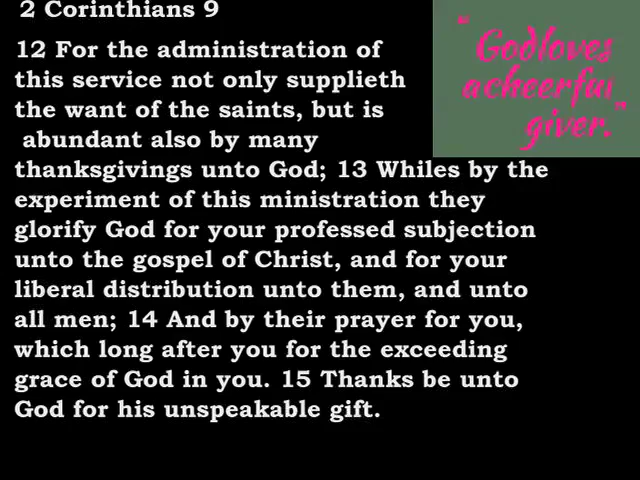 2 Corinthians 9
12 For the administration of
this service not only supplieth
the want of the saints, but is
abundant also by many
thanksgivings unto God; 13 Whiles by the
experiment of this ministration they
glorify God for your professed subjection
unto the gospel of Christ, and for your
liberal distribution unto them, and unto
all men; 14 And by their prayer for you,
which long after you for the exceeding
grace of God in you. 15 Thanks be unto
God for his unspeakable gift.
"God loves
a cheerful
giver."